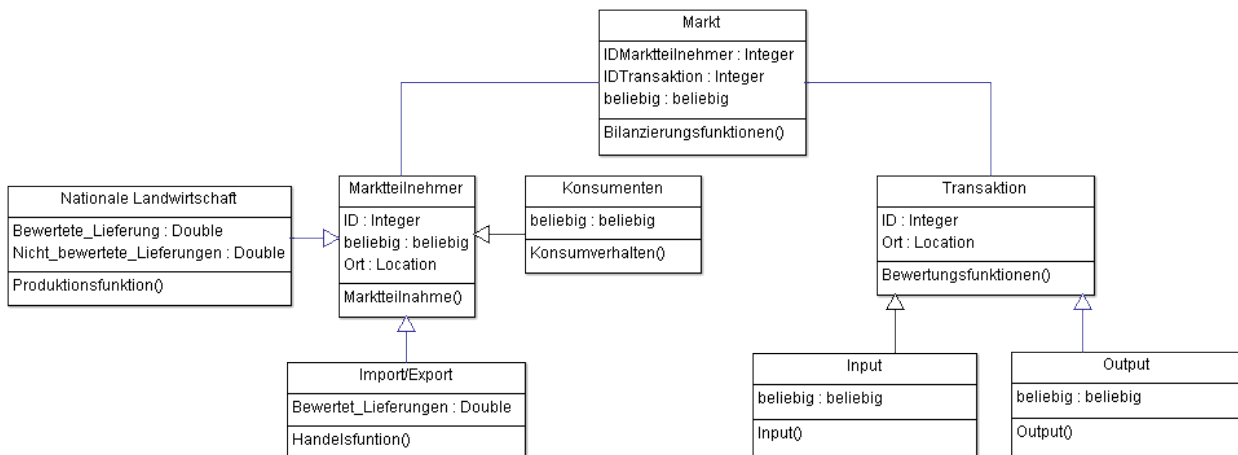 Markt
IDMarktteilnehmer : Integer
IDTransaktion : Integer
beliebig : beliebig
Bilanzierungsfunktionen()
Nationale Landwirtschaft
Bewertete_Lieferung : Double
Nicht_bewertete_Lieferungen : Double
Produktionsfunktion()
Marktteilnehmer
ID : Integer
beliebig : beliebig
Ort : Location
Marktteilnahme()
Konsumenten
beliebig : beliebig
Konsumverhalten()
Transaktion
ID : Integer
Ort : Location
Bewertungsfunktionen()
Import/Export
Bewertet_Lieferungen : Double
Handelsfuntion()
Input
beliebig : beliebig
Input()
Output
beliebig : beliebig
Output()